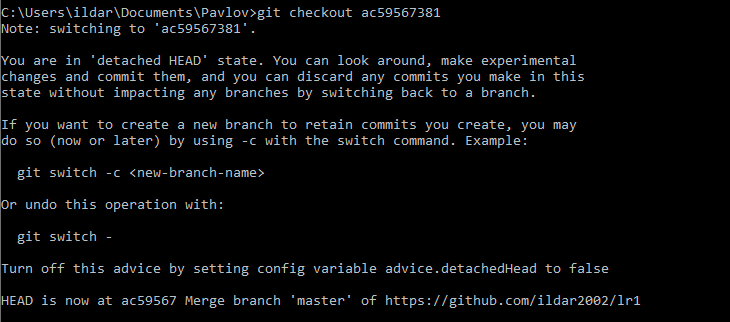 C:\Users\ildar\Documents\Pavlov>git checkout ac59567381
Note: switching to 'ac59567381'.
You are in 'detached HEAD' state. You can look around, make experimental
changes and commit them, and you can discard any commits you make in this
state without impacting any branches by switching back to a branch.
If you want to create a new branch to retain commits you create, you may
do so (now or later) by using -c with the switch command. Example:
git switch -c <new-branch-name>
Or undo this operation with:
git switch -
Turn off this advice by setting config variable advice.detachedHead to false
HEAD is now at ac59567 Merge branch 'master' of https://github.com/ildar2002/lr1